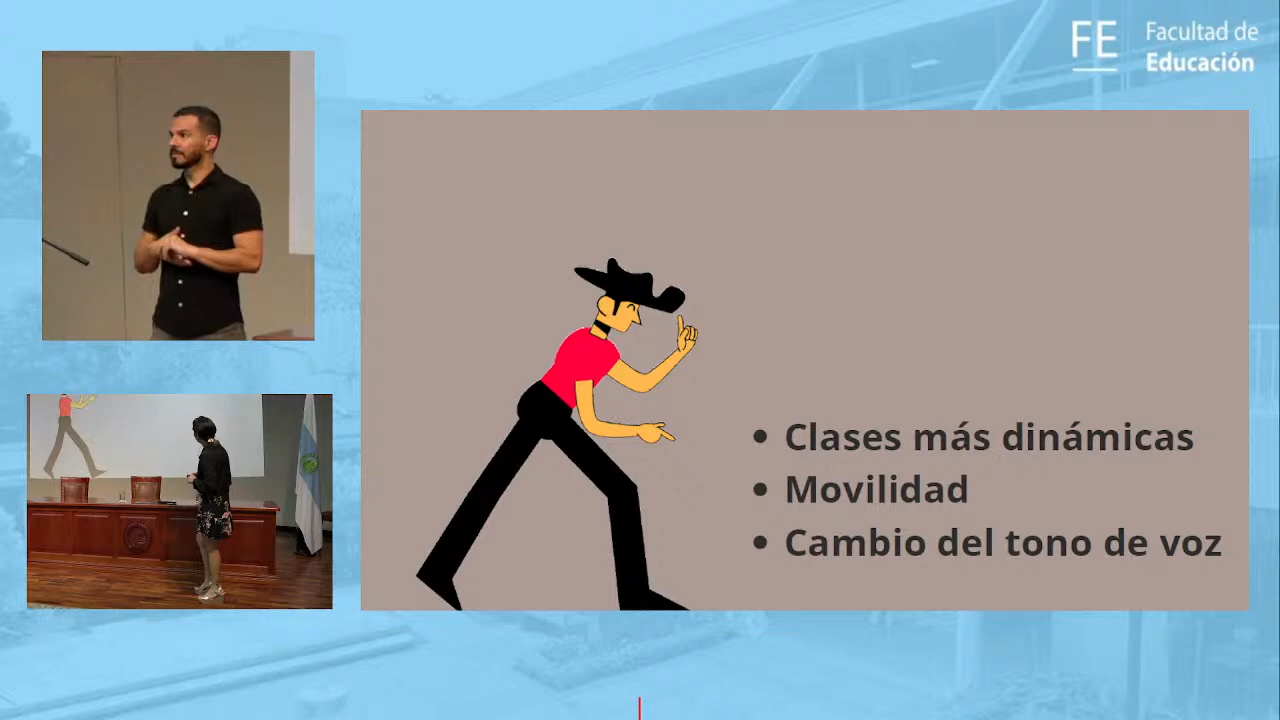 FE
Facultad de
Educación
• Clases más dinámicas
• Movilidad
• Cambio del tono de voz